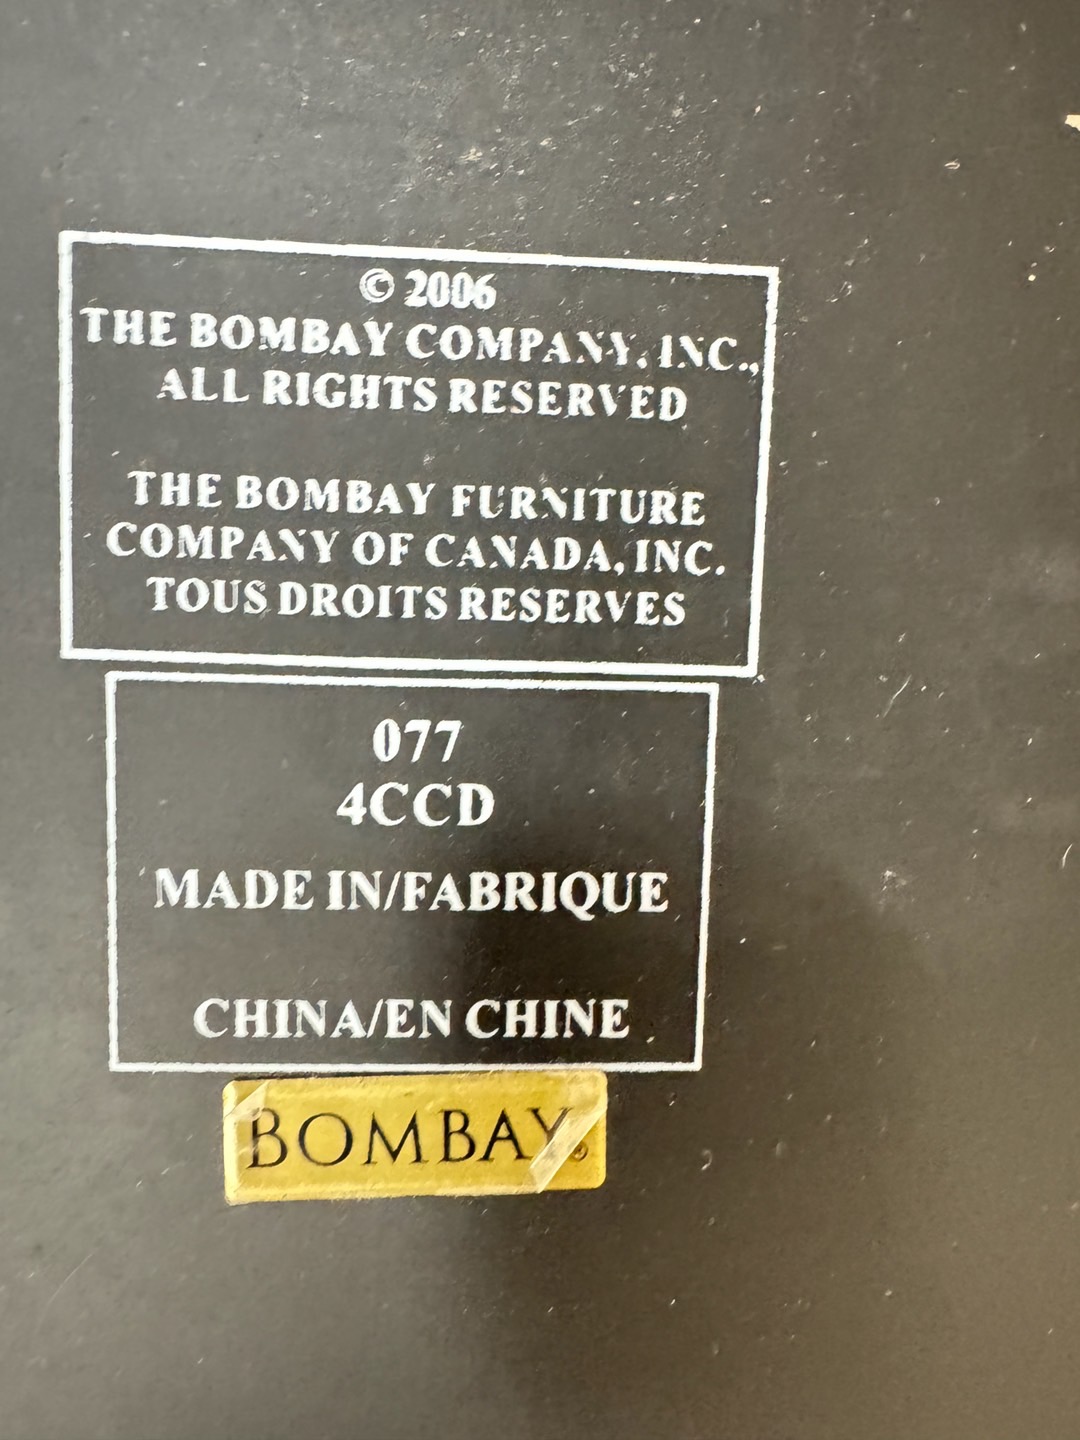 © 2006
THE BOMBAY COMPANY, INC.,
ALL RIGHTS RESERVED
THE BOMBAY FURNITURE
COMPANY OF CANADA, INC.
TOUS DROITS RESERVES
077
4CCD
MADE IN/FABRIQUE
CHINA/EN CHINE
BOMBAY®